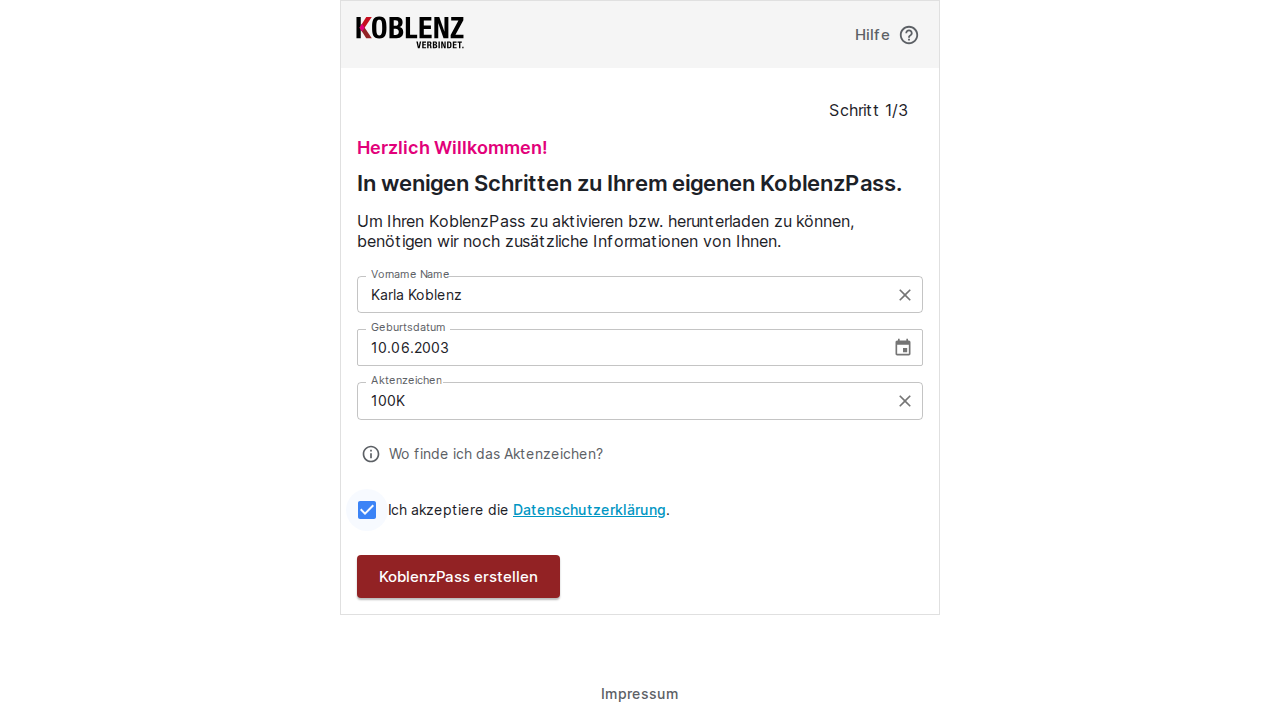 KOBLENZ
VERBINDET.
Hilfe
Schritt 1/3
Herzlich Willkommen!
In wenigen Schritten zu Ihrem eigenen KoblenzPass.
Um Ihren KoblenzPass zu aktivieren bzw. herunterladen zu können,
benötigen wir noch zusätzliche Informationen von Ihnen.
Vorname Name
Karla Koblenz
Geburtsdatum
10.06.2003
Aktenzeichen
100K
Wo finde ich das Aktenzeichen?
Ich akzeptiere die Datenschutzerklärung.
KoblenzPass erstellen
Impressum